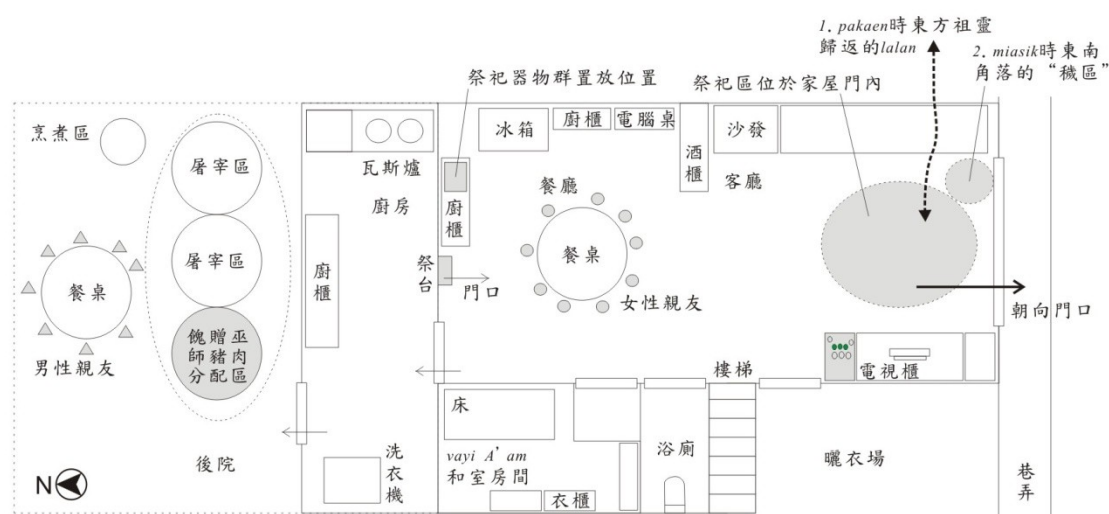 1. pakaen時東方祖靈
歸返的lalan
2. miasik時東南
角落的“穢區”
祭祀器物群置放位置
祭祀區位於家屋門內
烹煮區
屠宰區
瓦斯爐
廚房
冰箱
廚櫃
電腦桌
酒櫃
沙發
客廳
廚櫃
餐廳
餐桌
屠宰區
廚櫃
祭台
門口
餐桌
女性親友
朝向門口
男性親友
餽贈巫
師豬肉
分配區
電視櫃
樓梯
床
vayi A’am
和室房間
衣櫃
浴廁
曬衣場
巷弄
後院
洗衣機
N